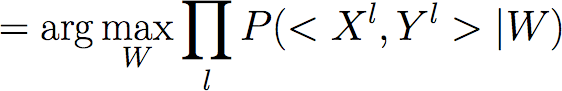 = arg max_W ∏_l P(< X^l, Y^l > |W)